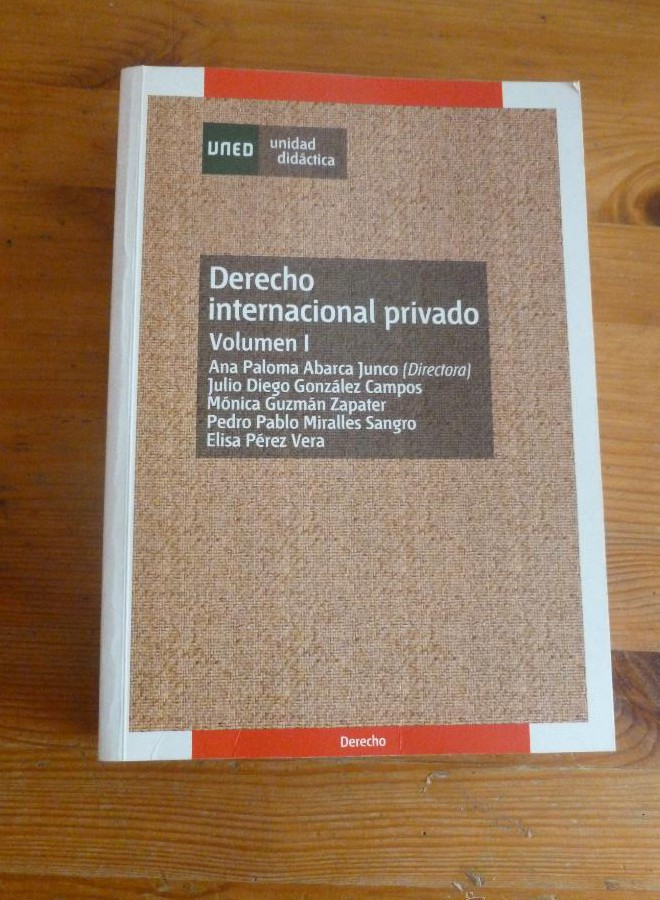 UNED
unidad
didáctica
Derecho
internacional privado
Volumen I
Ana Paloma Abarca Junco (Directora)
Julio Diego González Campos
Mónica Guzmán Zapater
Pedro Pablo Miralles Sangro
Elisa Pérez Vera
Derecho